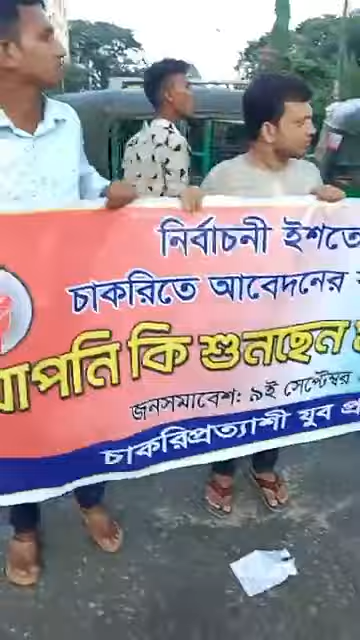 নির্বাচনী ইশতে
চাকরিতে আবেদনের
আপনি কি শুনছেন
জনসমাবেশ: ৯ই সেপ্টেম্বর
চাকরিপ্রত্যাশী যুব প্র